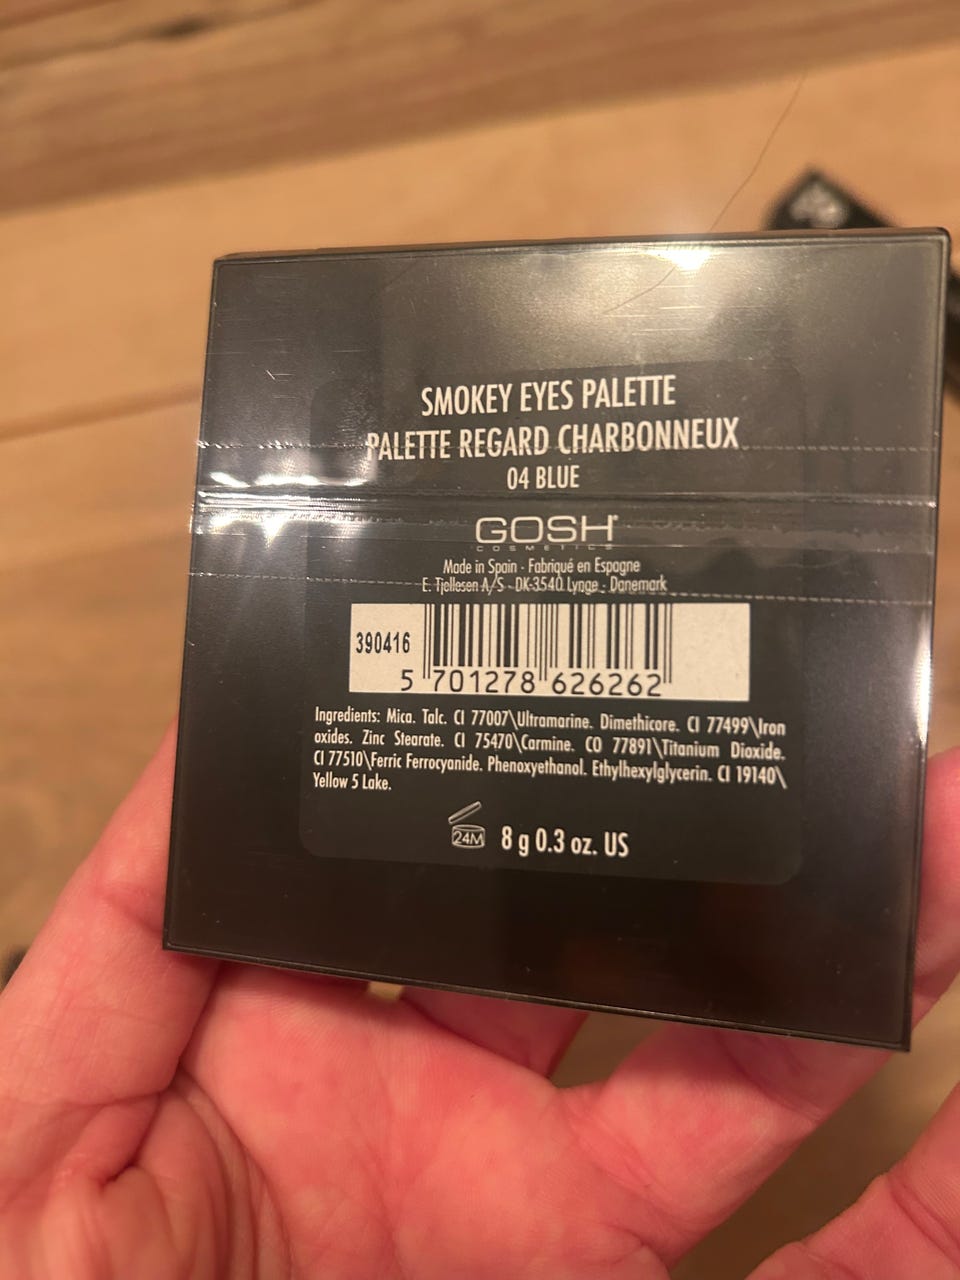 SMOKEY EYES PALETTE
PALETTE REGARD CHARBONNEUX
04 BLUE
GOSH
COSMETICS
Made in Spain - Fabriqué en Espagne
E. Tjellesen A/S - DK-3540 Lynge - Danemark
390416
5 701278 626262
Ingredients: Mica. Talc. CI 77007\Ultramarine. Dimethicore. CI 77499\Iron
oxides. Zinc Stearate. CI 75470\Carmine. CO 77891\Titanium Dioxide.
CI 77510\Ferric Ferrocyanide. Phenoxyethanol. Ethylhexylglycerin. CI 19140\
Yellow 5 Lake.
24M 8 g 0.3 oz. US